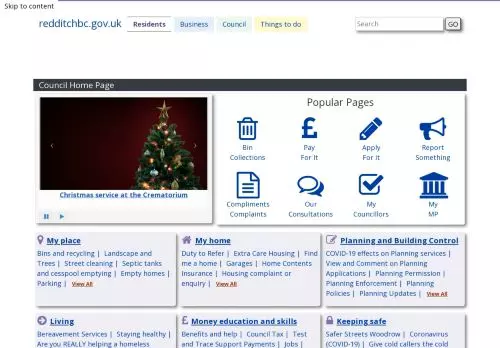 Skip to content
redditchbc.gov.uk
Residents
Business
Council
Things to do
Search
GO
Council Home Page
Christmas service at the Crematorium
Popular Pages
Bin
Collections
Pay
For It
Apply
For it
Report
Something
Compliments
Complaints
Our
Consultations
My
Councillors
My
MP
My place
Bins and recycling | Landscape and
Trees | Street cleaning | Septic tanks
and cesspool emptying | Empty homes |
Parking | View All
My home
Duty to Refer | Extra Care Housing | Find
me a home | Garages | Home Contents
Insurance | Housing complaint or
enquiry | View All
Planning and Building Control
COVID-19 effects on Planning services |
View and Comment on Planning
Applications | Planning Permission |
Planning Enforcement | Planning
Policies | Planning Updates | View All
Living
Bereavement Services | Staying healthy |
Are you REALLY helping a homeless
Money education and skills
Benefits and help | Council Tax | Test
and Trace Support Payments | Jobs |
Keeping safe
Safer Streets Woodrow | Coronavirus
(COVID-19) | Give cold callers the cold